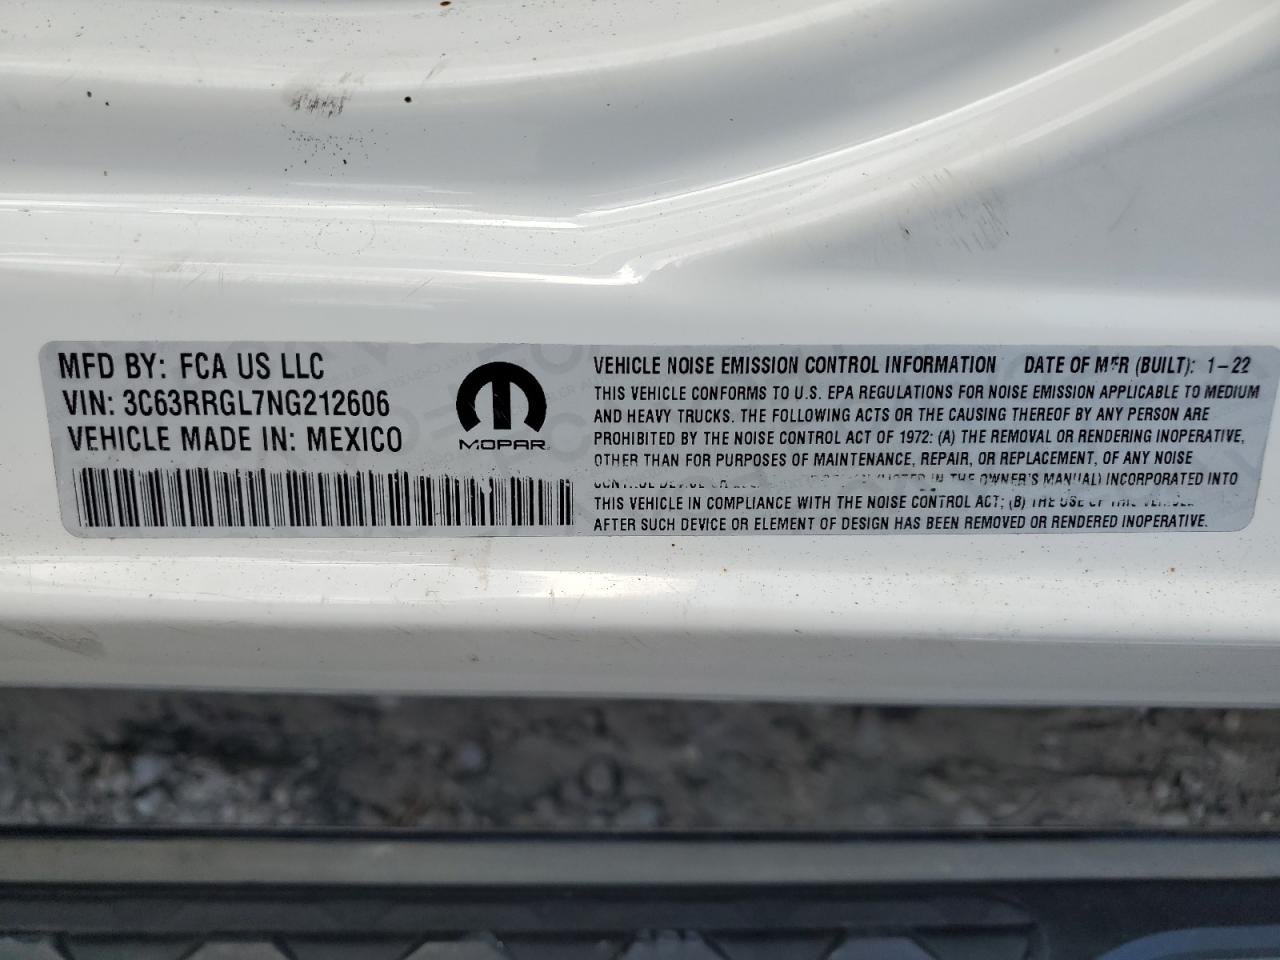 MFD BY: FCA US LLC
VIN: 3C63RRGL7NG212606
VEHICLE MADE IN: MEXICO
MOPAR
VEHICLE NOISE EMISSION CONTROL INFORMATION DATE OF MFR (BUILT): 1-22
THIS VEHICLE CONFORMS TO U.S. EPA REGULATIONS FOR NOISE EMISSION APPLICABLE TO MEDIUM
AND HEAVY TRUCKS. THE FOLLOWING ACTS OR THE CAUSING THEREOF BY ANY PERSON ARE
PROHIBITED BY THE NOISE CONTROL ACT OF 1972: (A) THE REMOVAL OR RENDERING INOPERATIVE,
OTHER THAN FOR PURPOSES OF MAINTENANCE, REPAIR, OR REPLACEMENT, OF ANY NOISE
IN THE OWNER'S MANUAL) INCORPORATED INTO
THIS VEHICLE IN COMPLIANCE WITH THE NOISE CONTROL ACT; (B) THE USE OF THIS VEHICLE
AFTER SUCH DEVICE OR ELEMENT OF DESIGN HAS BEEN REMOVED OR RENDERED INOPERATIVE.